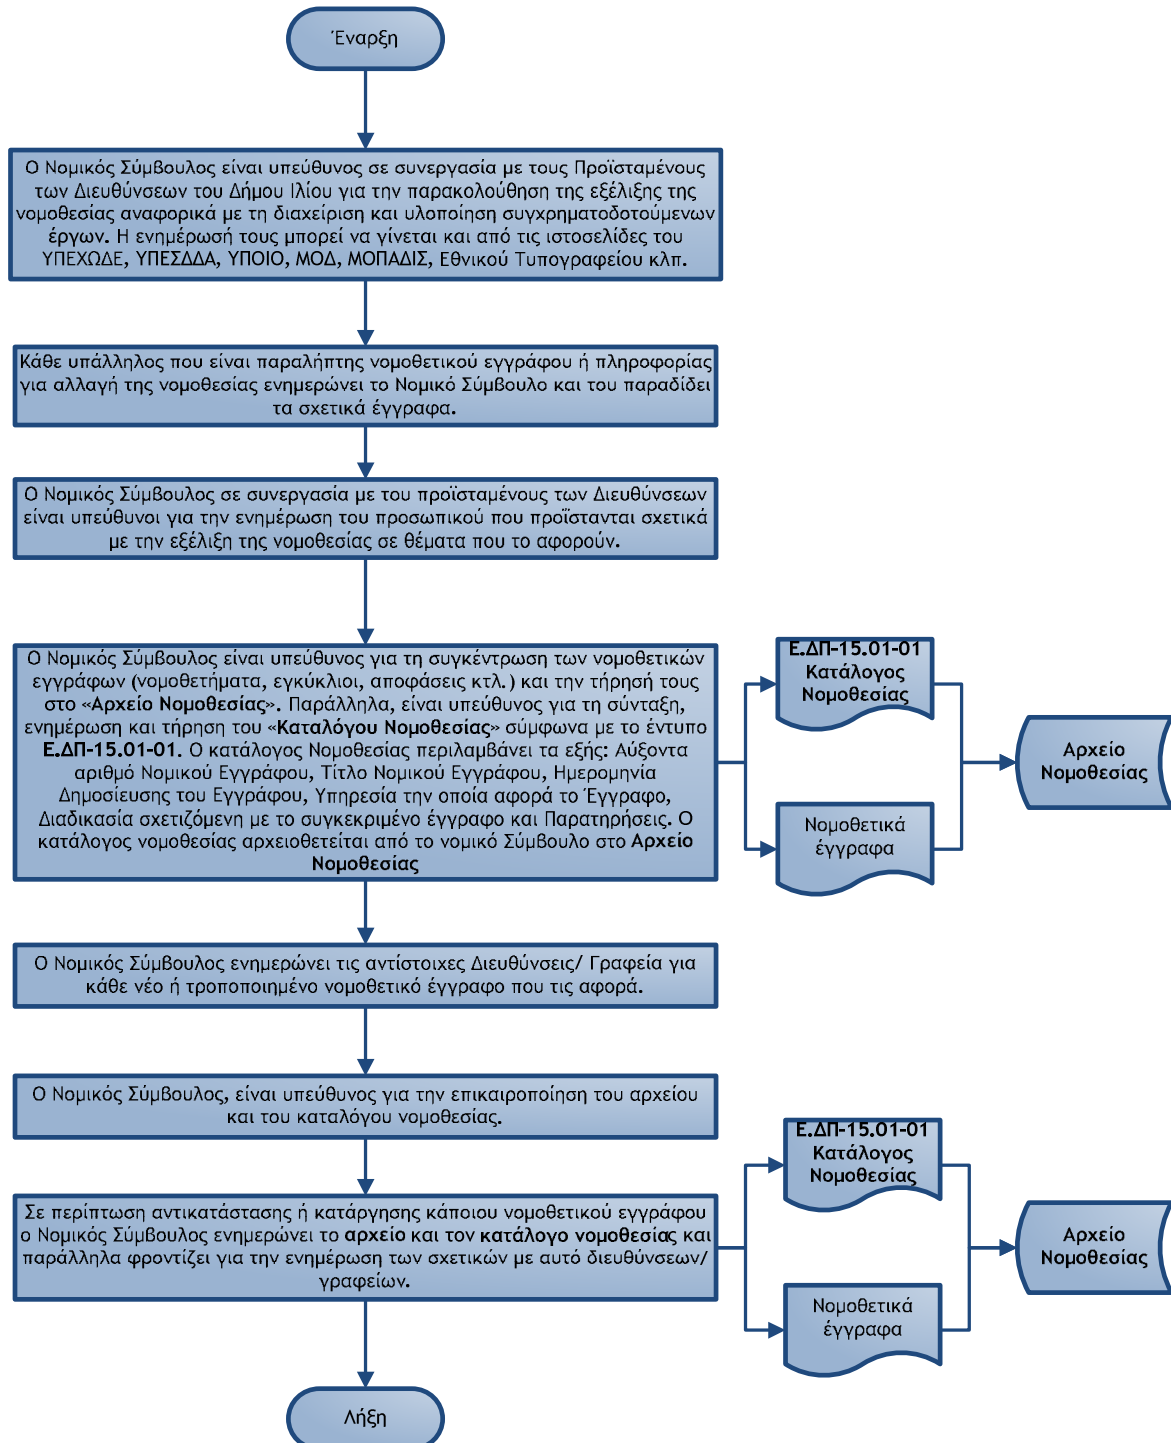 Έναρξη
Ο Νομικός Σύμβουλος είναι υπεύθυνος σε συνεργασία με τους Προϊσταμένους
των Διευθύνσεων του Δήμου Ιλίου για την παρακολούθηση της εξέλιξης της
νομοθεσίας αναφορικά με τη διαχείριση και υλοποίηση συγχρηματοδοτούμενων
έργων. Η ενημέρωσή τους μπορεί να γίνεται και από τις ιστοσελίδες του
ΥΠΕΧΩΔΕ, ΥΠΕΣΔΔΑ, ΥΠΟΙΟ, ΜΟΔ, ΜΟΠΑΔΙΣ, Εθνικού Τυπογραφείου κλπ.
Κάθε υπάλληλος που είναι παραλήπτης νομοθετικού εγγράφου ή πληροφορίας
για αλλαγή της νομοθεσίας ενημερώνει το Νομικό Σύμβουλο και του παραδίδει
τα σχετικά έγγραφα.
Ο Νομικός Σύμβουλος σε συνεργασία με του προϊσταμένους των Διευθύνσεων
είναι υπεύθυνοι για την ενημέρωση του προσωπικού που προΐστανται σχετικά
με την εξέλιξη της νομοθεσίας σε θέματα που το αφορούν.
Ο Νομικός Σύμβουλος είναι υπεύθυνος για τη συγκέντρωση των νομοθετικών
εγγράφων (νομοθετήματα, εγκύκλιοι, αποφάσεις κτλ.) και την τήρησή τους
στο «Αρχείο Νομοθεσίας». Παράλληλα, είναι υπεύθυνος για τη σύνταξη,
ενημέρωση και τήρηση του «Καταλόγου Νομοθεσίας» σύμφωνα με το έντυπο
Ε.ΔΠ-15.01-01. Ο κατάλογος Νομοθεσίας περιλαμβάνει τα εξής: Αύξοντα
αριθμό Νομικού Εγγράφου, Τίτλο Νομικού Εγγράφου, Ημερομηνία
Δημοσίευσης του Εγγράφου, Υπηρεσία την οποία αφορά το Έγγραφο,
Διαδικασία σχετιζόμενη με το συγκεκριμένο έγγραφο και Παρατηρήσεις. Ο
κατάλογος νομοθεσίας αρχειοθετείται από το νομικό Σύμβουλο στο Αρχείο
Νομοθεσίας
Ε.ΔΠ-15.01-01
Κατάλογος
Νομοθεσίας
Νομοθετικά
έγγραφα
Αρχείο
Νομοθεσίας
Ο Νομικός Σύμβουλος ενημερώνει τις αντίστοιχες Διευθύνσεις/ Γραφεία για
κάθε νέο ή τροποποιημένο νομοθετικό έγγραφο που τις αφορά.
Ο Νομικός Σύμβουλος, είναι υπεύθυνος για την επικαιροποίηση του αρχείου
και του καταλόγου νομοθεσίας.
Σε περίπτωση αντικατάστασης ή κατάργησης κάποιου νομοθετικού εγγράφου
ο Νομικός Σύμβουλος ενημερώνει το αρχείο και τον κατάλογο νομοθεσίας και
παράλληλα φροντίζει για την ενημέρωση των σχετικών με αυτό διευθύνσεων/
γραφείων.
Ε.ΔΠ-15.01-01
Κατάλογος
Νομοθεσίας
Νομοθετικά
έγγραφα
Αρχείο
Νομοθεσίας
Λήξη